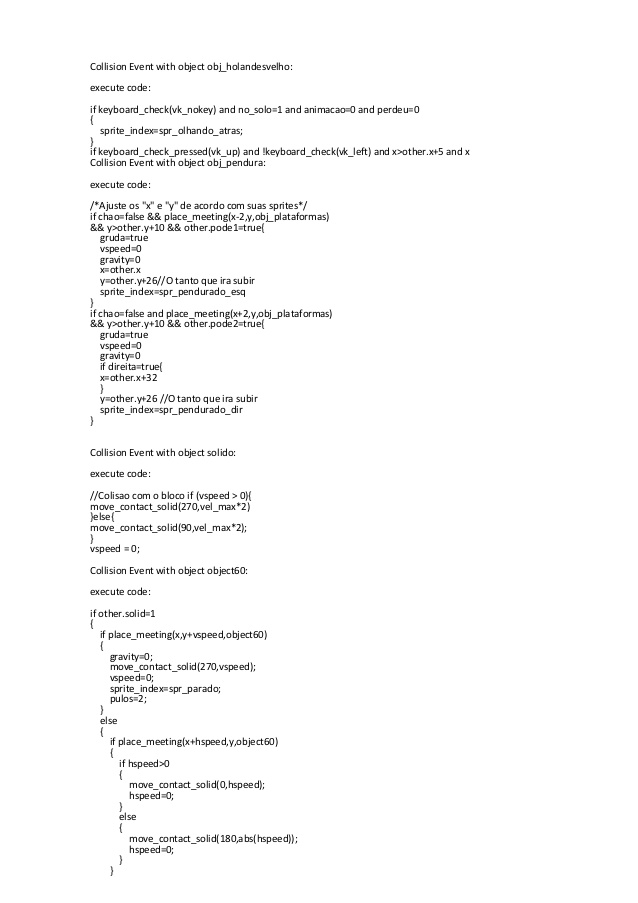 Collision Event with object obj_holandesvelho:
execute code:
if keyboard_check(vk_nokey) and no_solo=1 and animacao=0 and perdeu=0
{
sprite_index=spr_olhando_atras;
}
if keyboard_check_pressed(vk_up) and !keyboard_check(vk_left) and x>other.x+5 and x
Collision Event with object obj_pendura:
execute code:
/*Ajuste os "x" e "y" de acordo com suas sprites*/
if chao=false && place_meeting(x-2,y,obj_plataformas)
&& y>other.y+10 && other.pode1=true{
gruda=true
vspeed=0
gravity=0
x=other.x
y=other.y+26//O tanto que ira subir
sprite_index=spr_pendurado_esq
}
if chao=false and place_meeting(x+2,y,obj_plataformas)
&& y>other.y+10 && other.pode2=true{
gruda=true
vspeed=0
gravity=0
if direita=true{
x=other.x+32
}
y=other.y+26 //O tanto que ira subir
sprite_index=spr_pendurado_dir
}
Collision Event with object solido:
execute code:
//Colisao com o bloco if (vspeed > 0){
move_contact_solid(270,vel_max*2)
}else{
move_contact_solid(90,vel_max*2);
}
vspeed = 0;
Collision Event with object object60:
execute code:
if other.solid=1
{
if place_meeting(x,y+vspeed,object60)
{
gravity=0;
move_contact_solid(270,vspeed);
vspeed=0;
sprite_index=spr_parado;
pulos=2;
}
else
{
if place_meeting(x+hspeed,y,object60)
{
if hspeed>0
{
move_contact_solid(0,hspeed);
hspeed=0;
}
else
{
move_contact_solid(180,abs(hspeed));
hspeed=0;
}
}